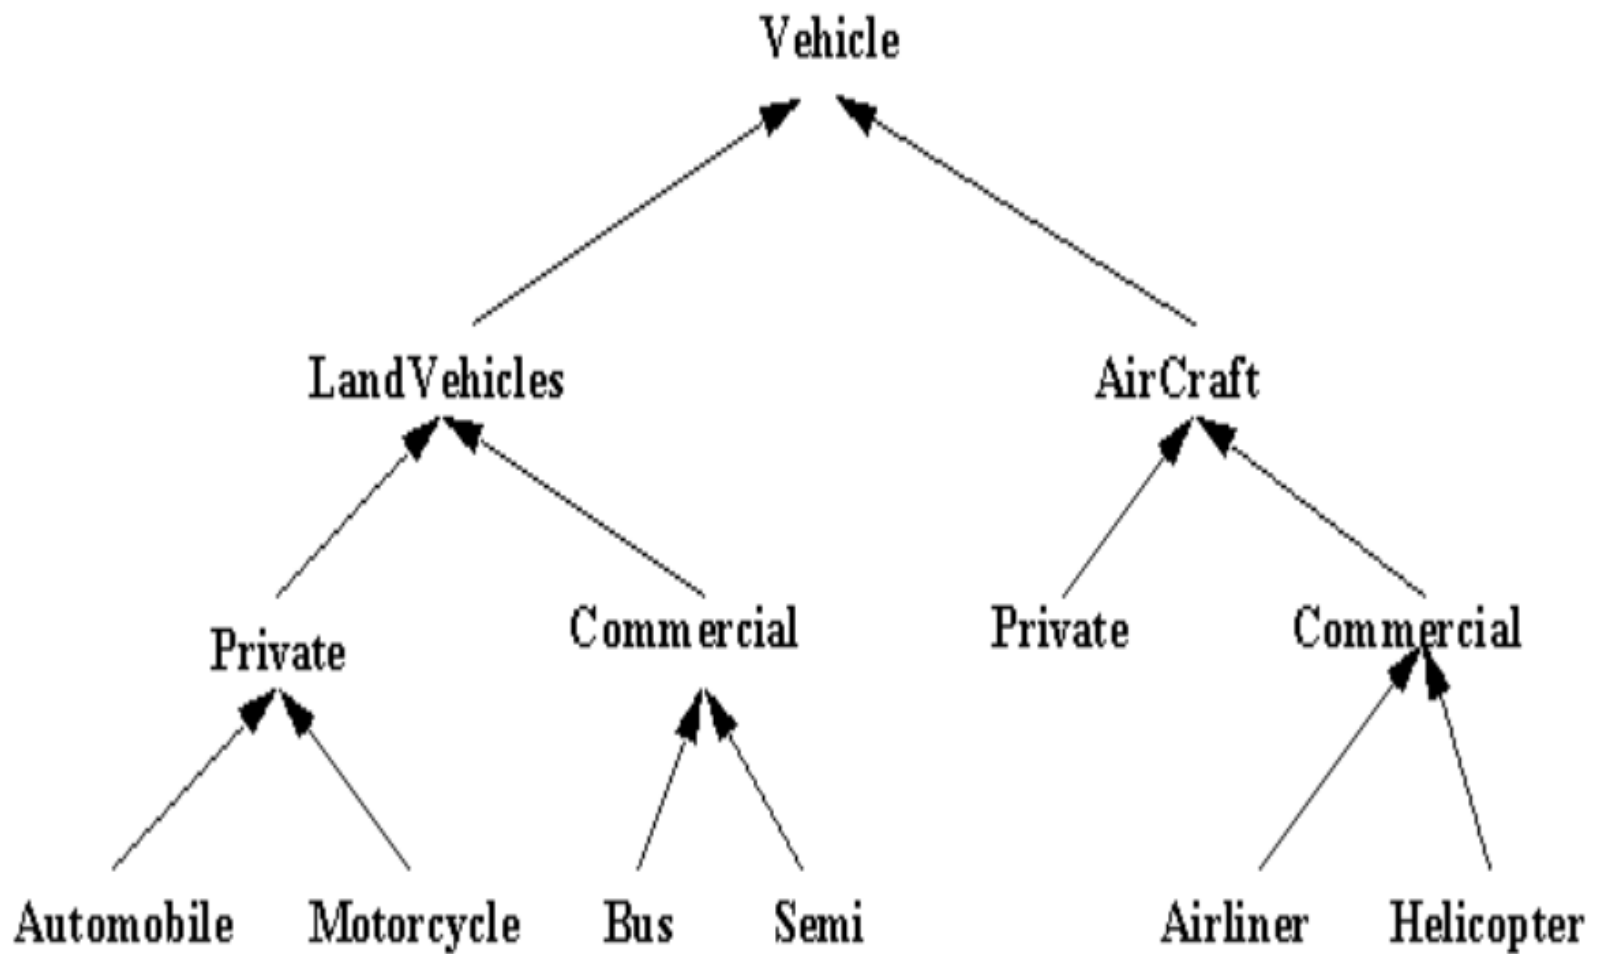 Vehicle
LandVehicles
AirCraft
Private
Commercial
Private
Commercial
Automobile
Motorcycle
Bus
Semi
Airliner
Helicopter